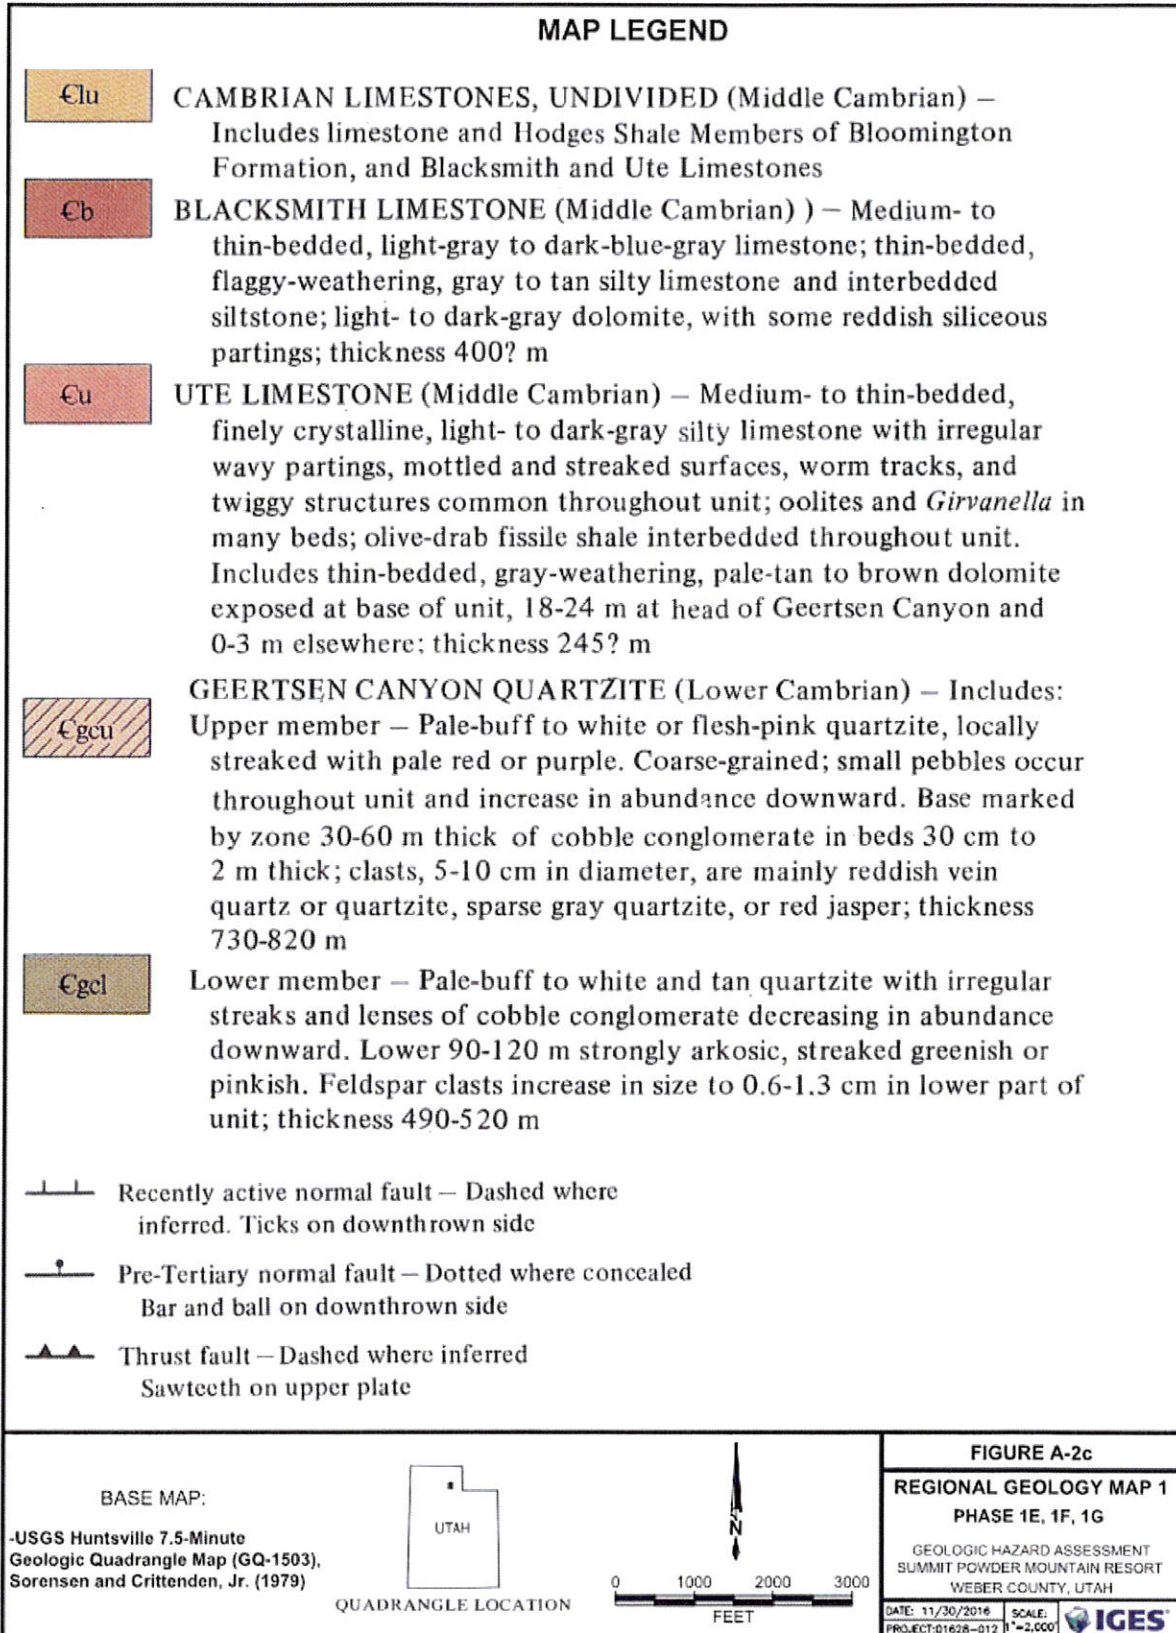 MAP LEGEND
Єlu
CAMBRIAN LIMESTONES, UNDIVIDED (Middle Cambrian) –
Includes limestone and Hodges Shale Members of Bloomington
Formation, and Blacksmith and Ute Limestones
Єb
BLACKSMITH LIMESTONE (Middle Cambrian) ) – Medium- to
thin-bedded, light-gray to dark-blue-gray limestone; thin-bedded,
flaggy-weathering, gray to tan silty limestone and interbedded
siltstone; light- to dark-gray dolomite, with some reddish siliceous
partings; thickness 400? m
Єu
UTE LIMESTONE (Middle Cambrian) – Medium- to thin-bedded,
finely crystalline, light- to dark-gray silty limestone with irregular
wavy partings, mottled and streaked surfaces, worm tracks, and
twiggy structures common throughout unit; oolites and Girvanella in
many beds; olive-drab fissile shale interbedded throughout unit.
Includes thin-bedded, gray-weathering, pale-tan to brown dolomite
exposed at base of unit, 18-24 m at head of Geertsen Canyon and
0-3 m elsewhere; thickness 245? m
GEERTSEN CANYON QUARTZITE (Lower Cambrian) – Includes:
Єgcu
Upper member – Pale-buff to white or flesh-pink quartzite, locally
streaked with pale red or purple. Coarse-grained; small pebbles occur
throughout unit and increase in abundance downward. Base marked
by zone 30-60 m thick of cobble conglomerate in beds 30 cm to
2 m thick; clasts, 5-10 cm in diameter, are mainly reddish vein
quartz or quartzite, sparse gray quartzite, or red jasper; thickness
730-820 m
Єgcl
Lower member – Pale-buff to white and tan quartzite with irregular
streaks and lenses of cobble conglomerate decreasing in abundance
downward. Lower 90-120 m strongly arkosic, streaked greenish or
pinkish. Feldspar clasts increase in size to 0.6-1.3 cm in lower part of
unit; thickness 490-520 m
Recently active normal fault – Dashed where
inferred. Ticks on downthrown side
Pre-Tertiary normal fault – Dotted where concealed
Bar and ball on downthrown side
Thrust fault – Dashed where inferred
Sawteeth on upper plate
BASE MAP:
-USGS Huntsville 7.5-Minute
Geologic Quadrangle Map (GQ-1503),
Sorensen and Crittenden, Jr. (1979)
UTAH
QUADRANGLE LOCATION
N
0 1000 2000 3000
FEET
FIGURE A-2c
REGIONAL GEOLOGY MAP 1
PHASE 1E, 1F, 1G
GEOLOGIC HAZARD ASSESSMENT
SUMMIT POWDER MOUNTAIN RESORT
WEBER COUNTY, UTAH
DATE: 11/30/2016
PROJECT:01628-012
SCALE:
1"=2,000'
IGES